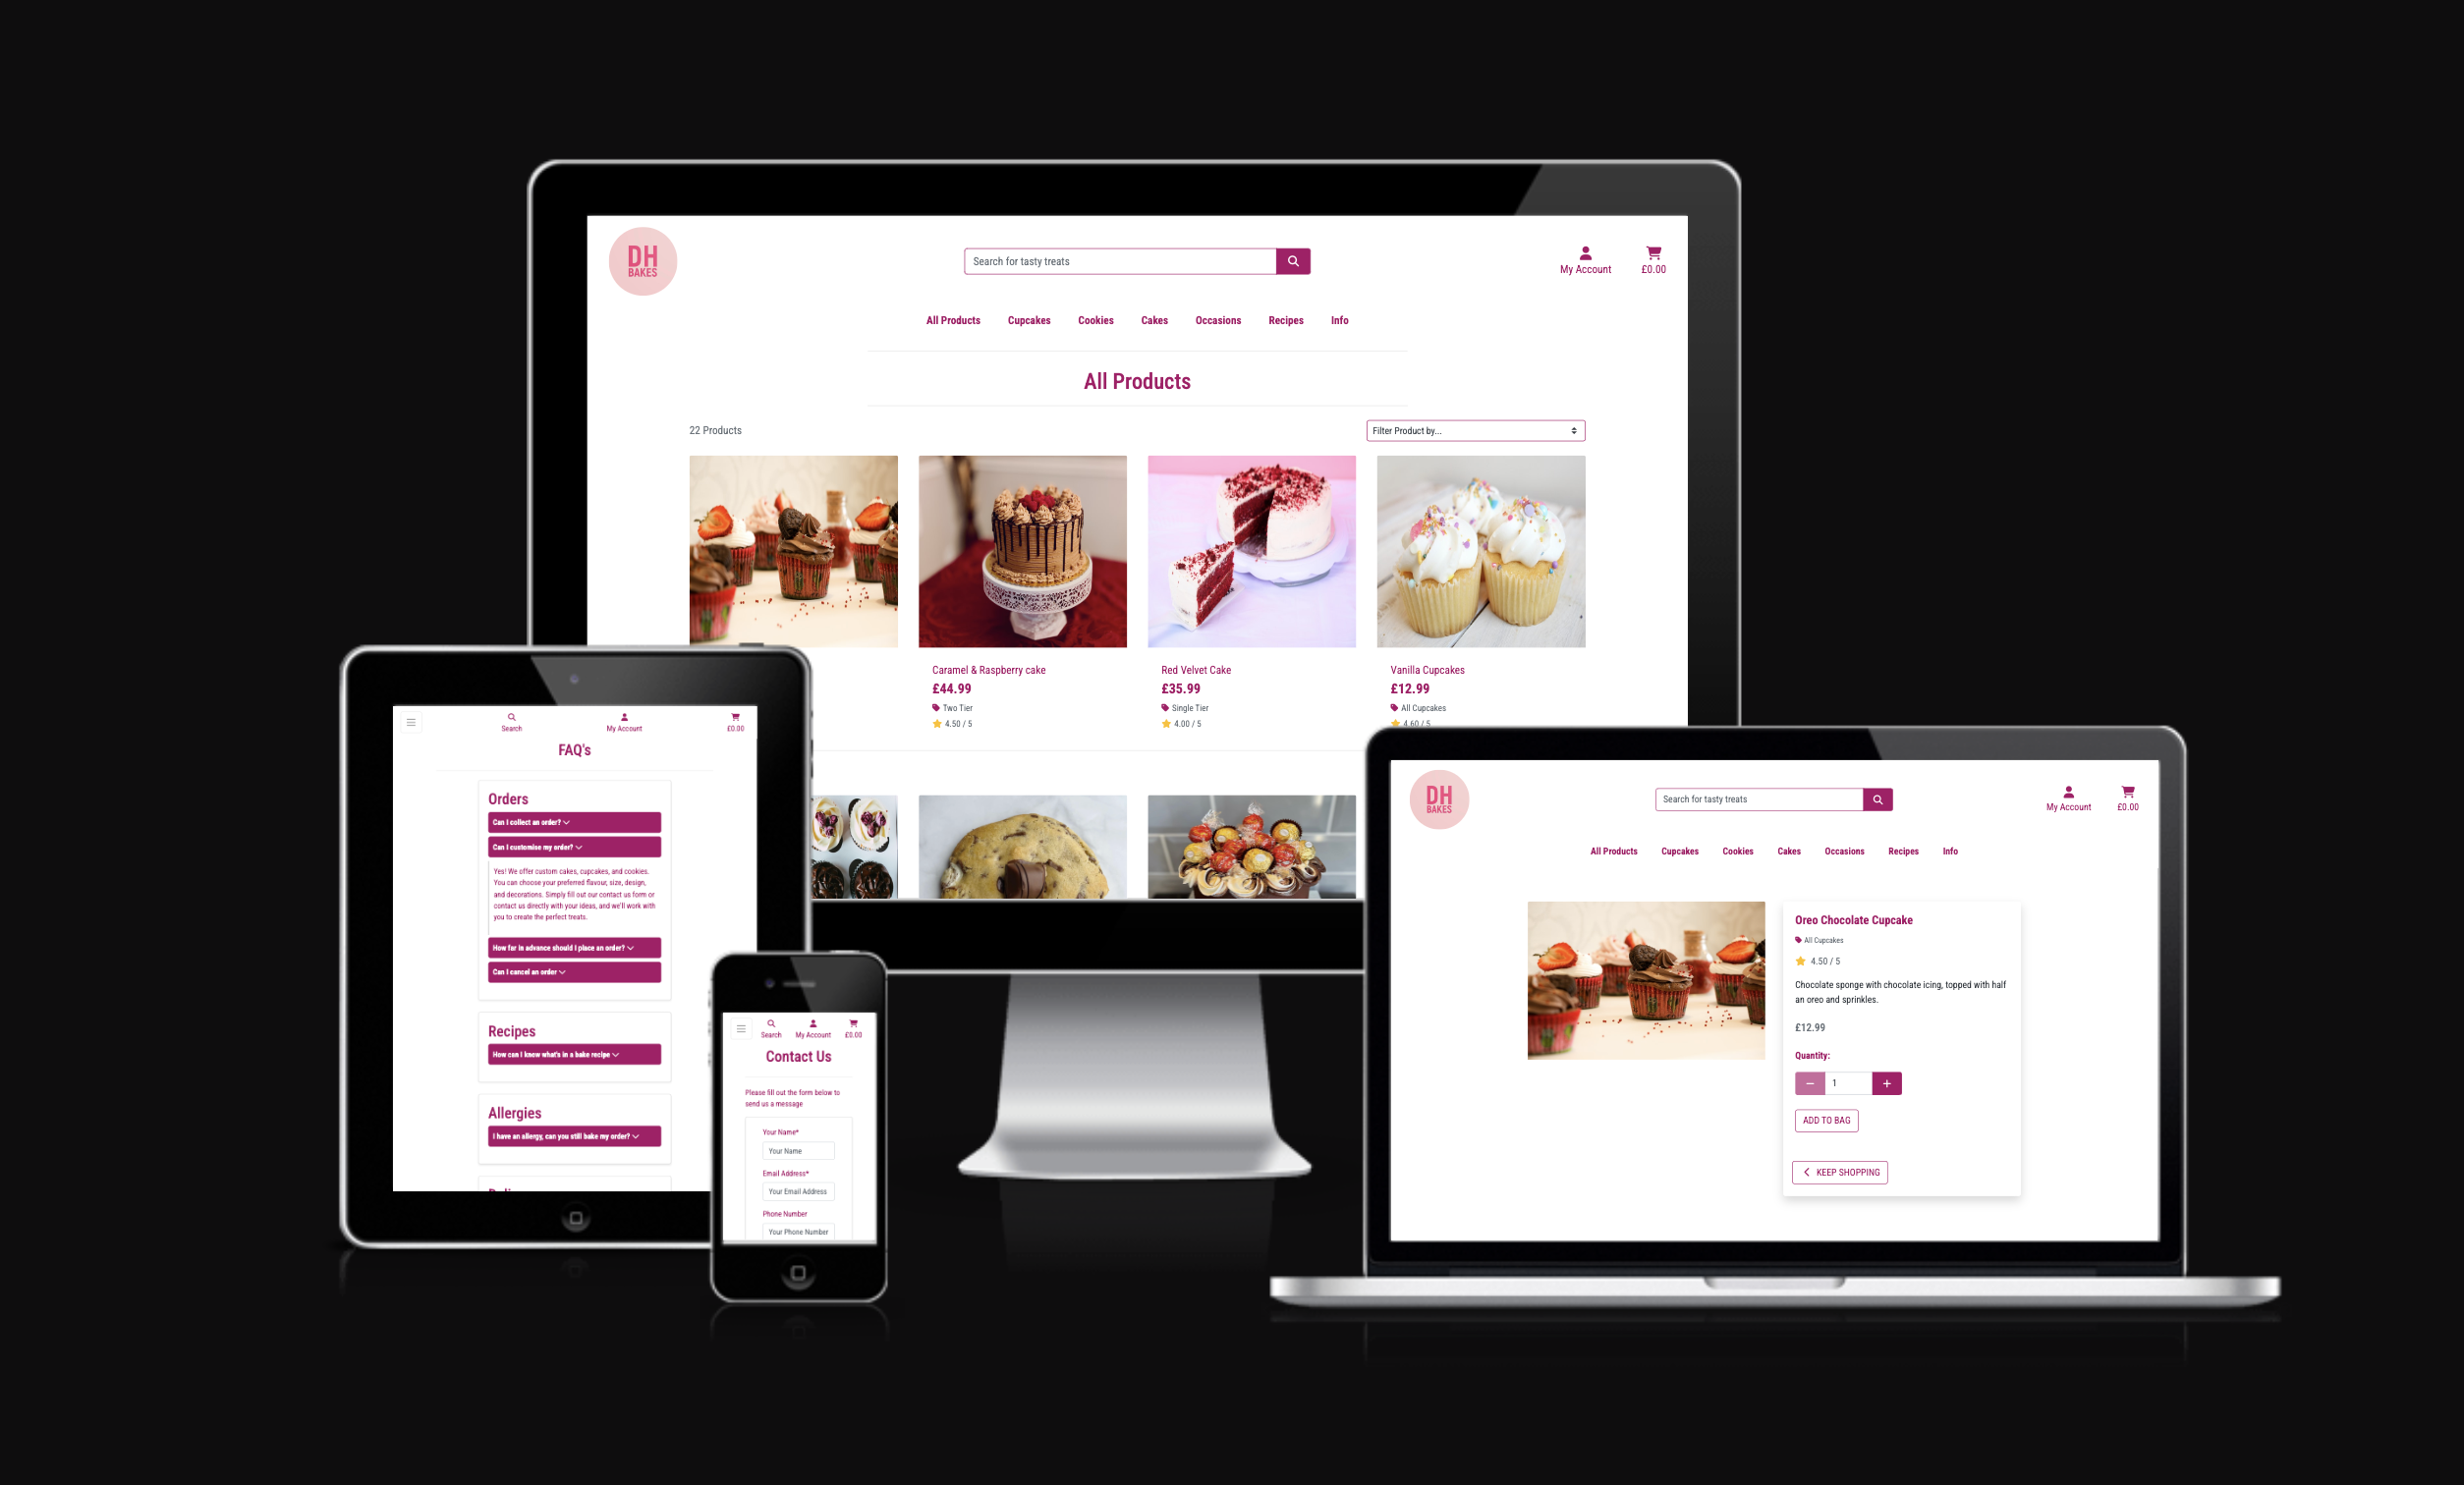 DH
BAKES
Search for tasty treats
My Account
£0.00
All Products
Cupcakes
Cookies
Cakes
Occasions
Recipes
Info
All Products
22 Products
Filter Product by...
Caramel & Raspberry cake
£44.99
Two Tier
4.50 / 5
Red Velvet Cake
£35.99
Single Tier
4.00 / 5
Vanilla Cupcakes
£12.99
All Cupcakes
4.60 / 5
Search
My Account
£0.00
FAQ's
Orders
Can I collect an order?
Can I customise my order?
Yes! We offer custom cakes, cupcakes, and cookies.
You can choose your preferred flavour, size, design,
and decorations. Simply fill out our contact us form or
contact us directly with your ideas, and we'll work with
you to create the perfect treats.
How far in advance should I place an order?
Can I cancel an order
Recipes
How can I know what's in a bake recipe
Allergies
I have an allergy, can you still bake my order?
Search
My Account
£0.00
Contact Us
Please fill out the form below to
send us a message
Your Name*
Your Name
Email Address*
Your Email Address
Phone Number
Your Phone Number
DH
BAKES
Search for tasty treats
My Account
£0.00
All Products
Cupcakes
Cookies
Cakes
Occasions
Recipes
Info
Oreo Chocolate Cupcake
All Cupcakes
4.50 / 5
Chocolate sponge with chocolate icing, topped with half
an oreo and sprinkles.
£12.99
Quantity:
1
ADD TO BAG
KEEP SHOPPING